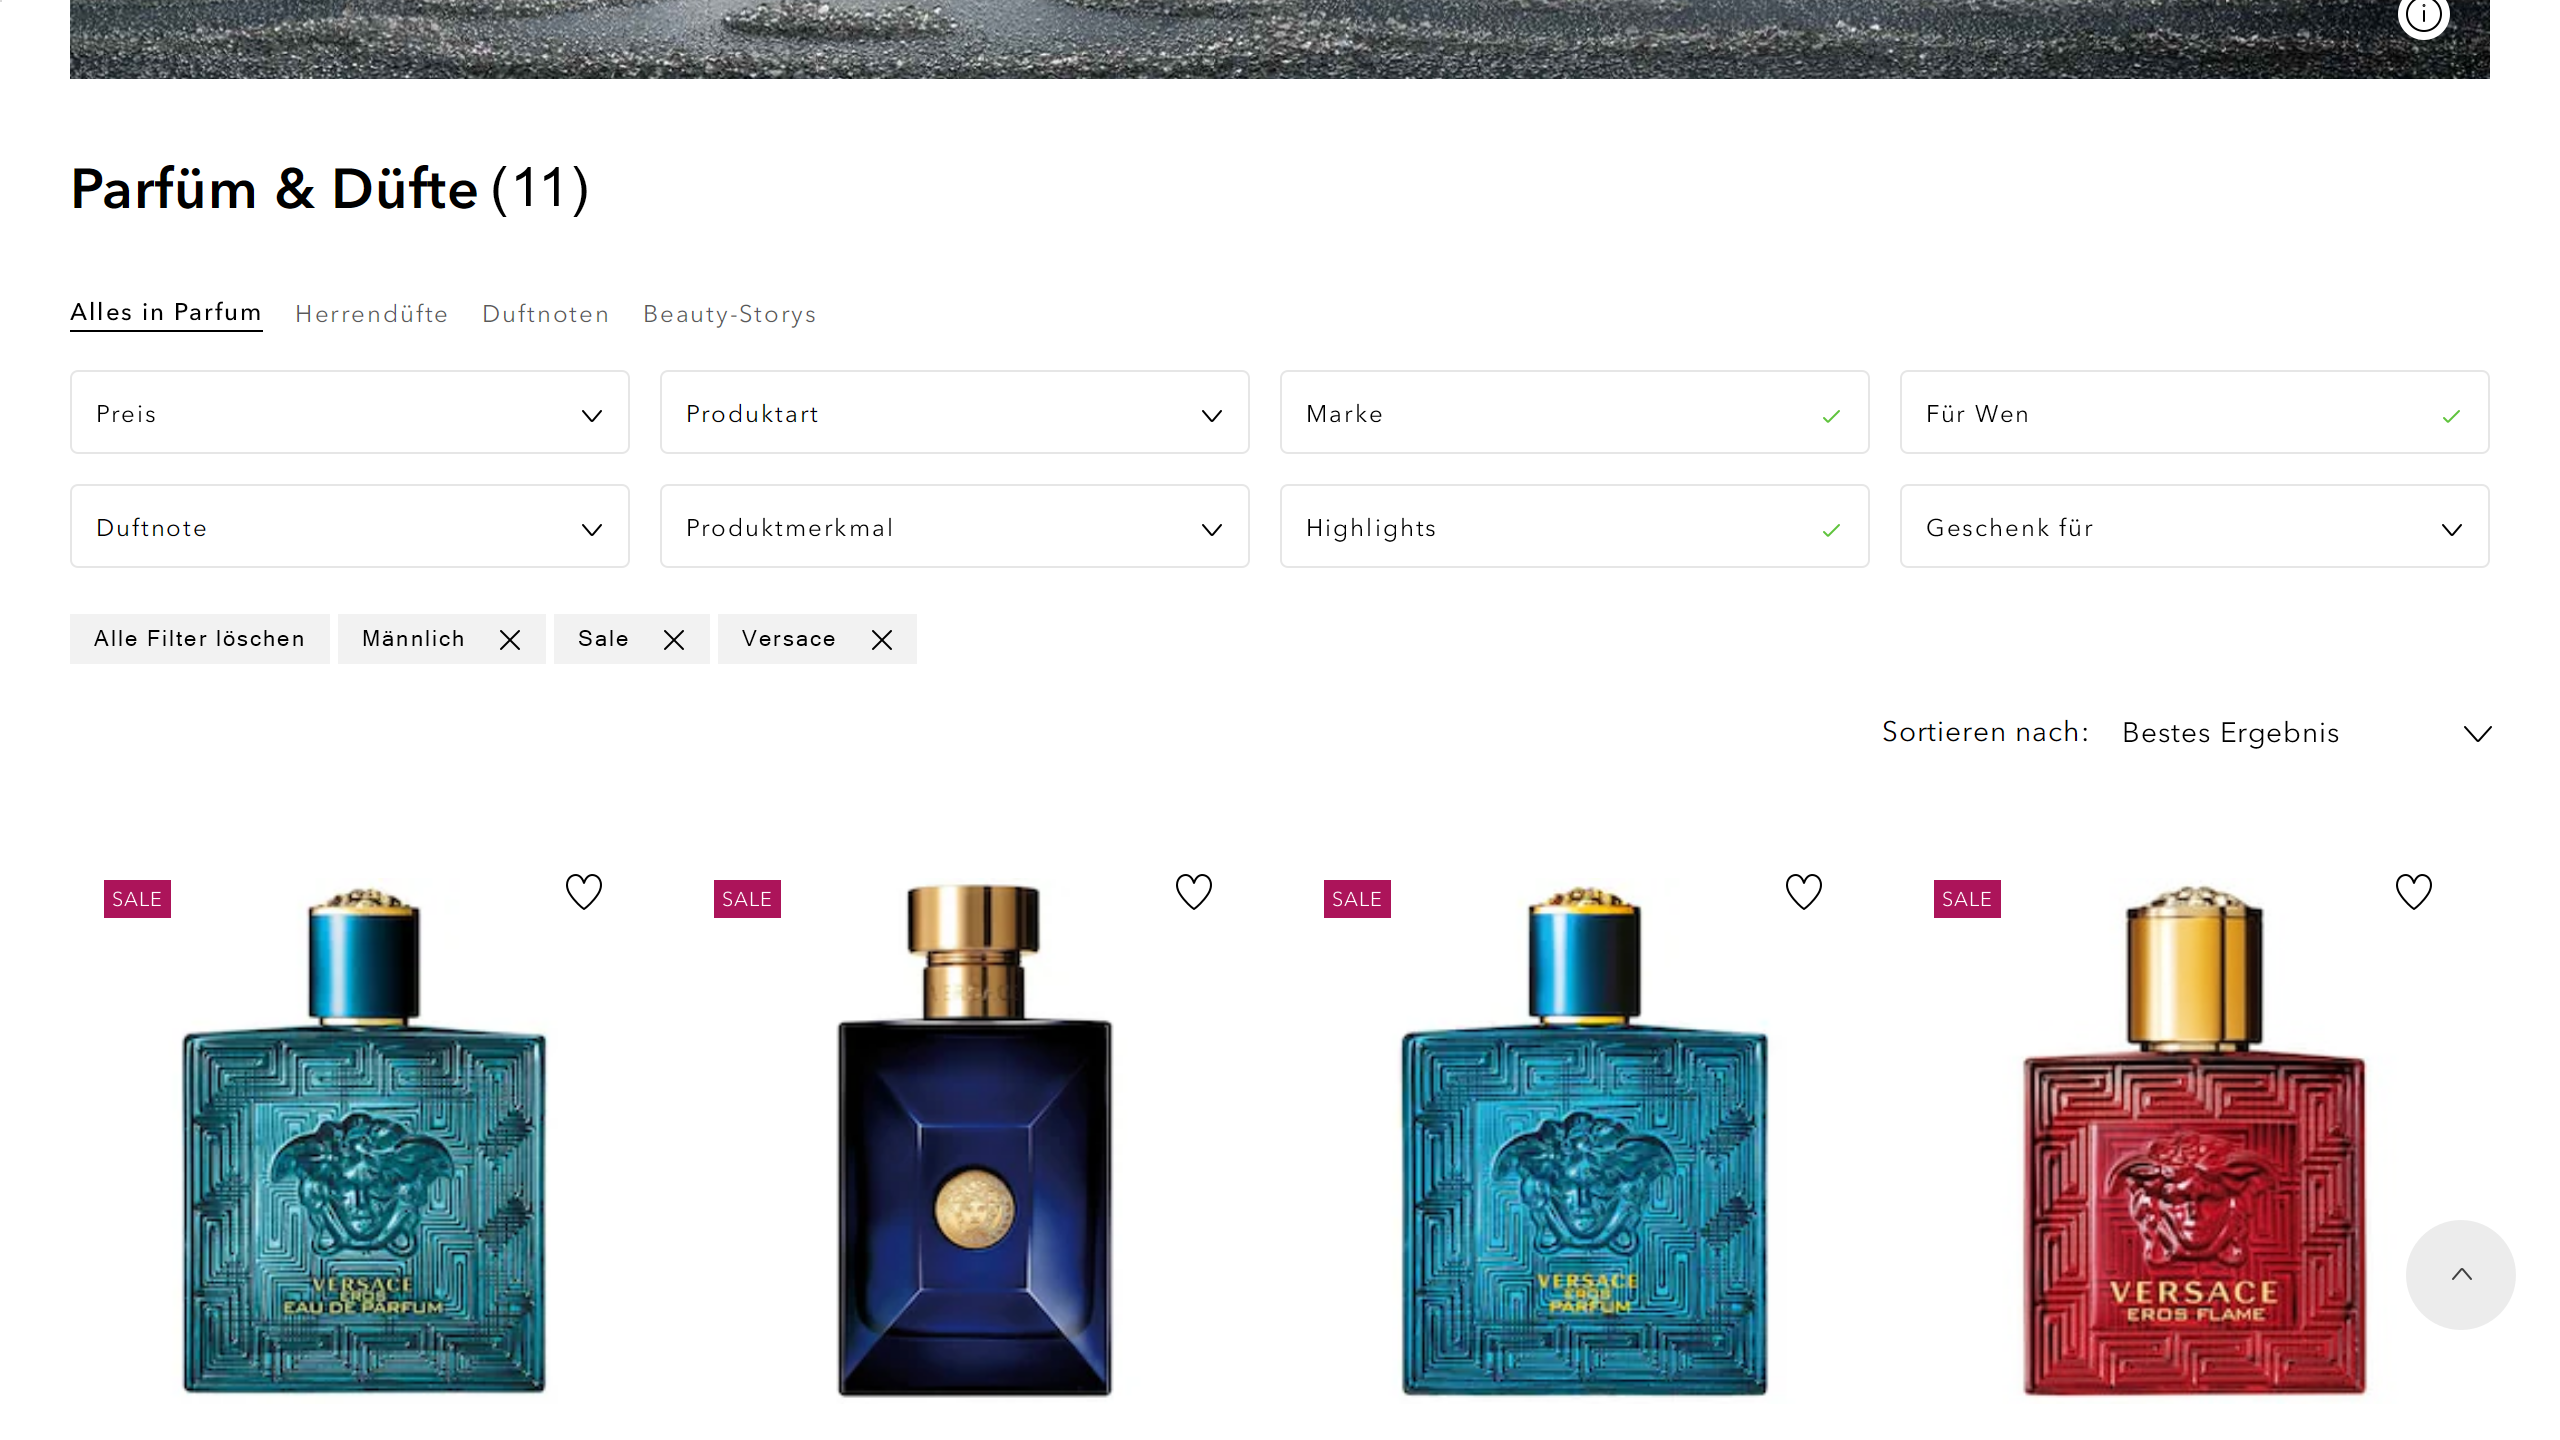 Parfüm & Düfte (11)
Alles in Parfum
Herrendüfte
Duftnoten
Beauty-Storys
Preis
Produktart
Marke
Für Wen
Duftnote
Produktmerkmal
Highlights
Geschenk für
Alle Filter löschen
Männlich
Sale
Versace
Sortieren nach:
Bestes Ergebnis
SALE
SALE
SALE
SALE
VERSACE
EROS
EAU DE PARFUM
VERSACE
EROS
PARFUM
VERSACE
EROS FLAME